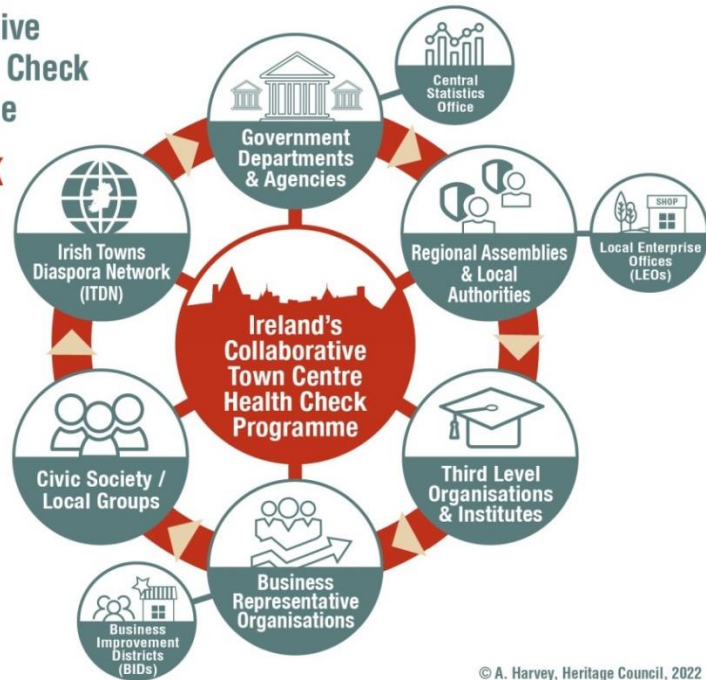 Check
Central
Statistics
Office
Government
Departments
& Agencies
Irish Towns
Diaspora Network
(ITDN)
Regional Assemblies
& Local
Authorities
SHOP
Local Enterprise
Offices
(LEOs)
Ireland's
Collaborative
Town Centre
Health Check
Programme
Civic Society /
Local Groups
Third Level
Organisations
& Institutes
Business
Representative
Organisations
Business
Improvement
Districts
(BIDs)
© A. Harvey, Heritage Council, 2022